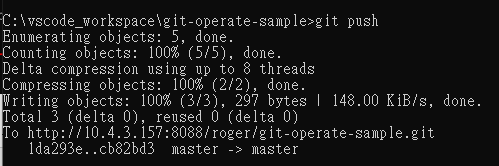 C:\vscode_workspace\git-operate-sample>git push
Enumerating objects: 5, done.
Counting objects: 100% (5/5), done.
Delta compression using up to 8 threads
Compressing objects: 100% (2/2), done.
Writing objects: 100% (3/3), 297 bytes | 148.00 KiB/s, done.
Total 3 (delta 0), reused 0 (delta 0)
To http://10.4.3.157:8088/roger/git-operate-sample.git
   1da293e..cb82bd3  master -> master